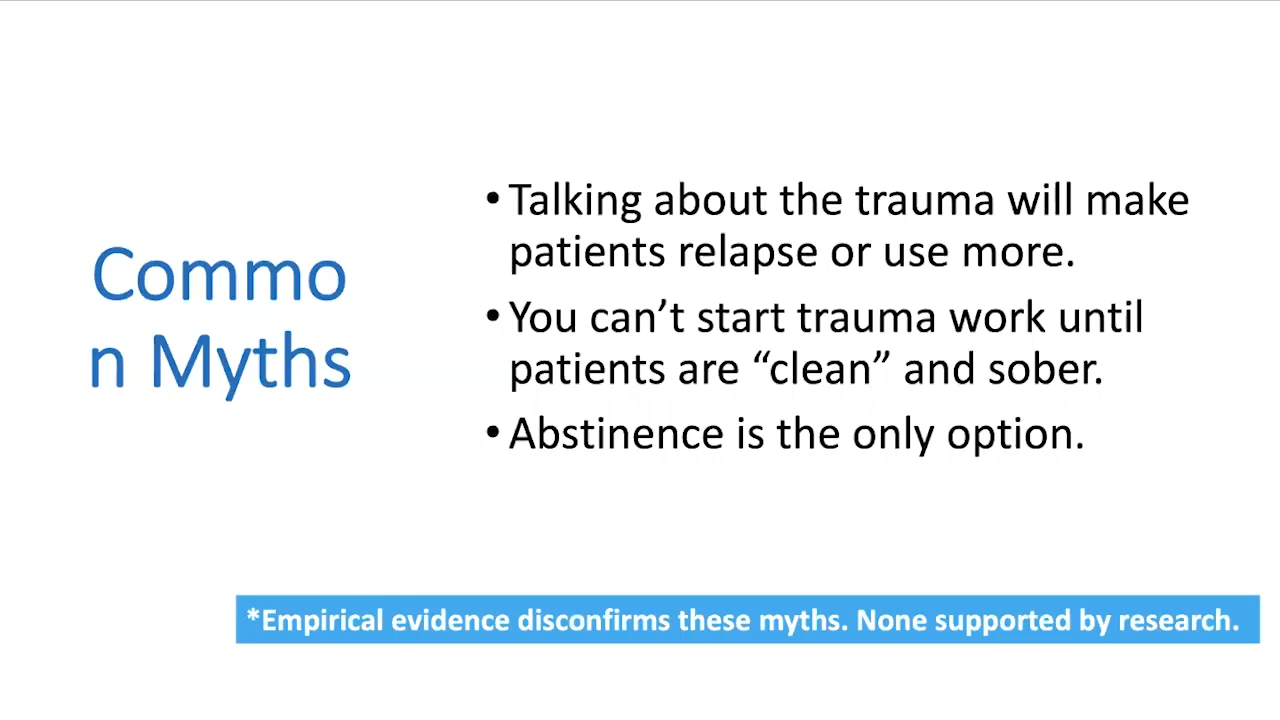 Commo
n Myths
• Talking about the trauma will make
patients relapse or use more.
• You can’t start trauma work until
patients are “clean” and sober.
• Abstinence is the only option.
*Empirical evidence disconfirms these myths. None supported by research.